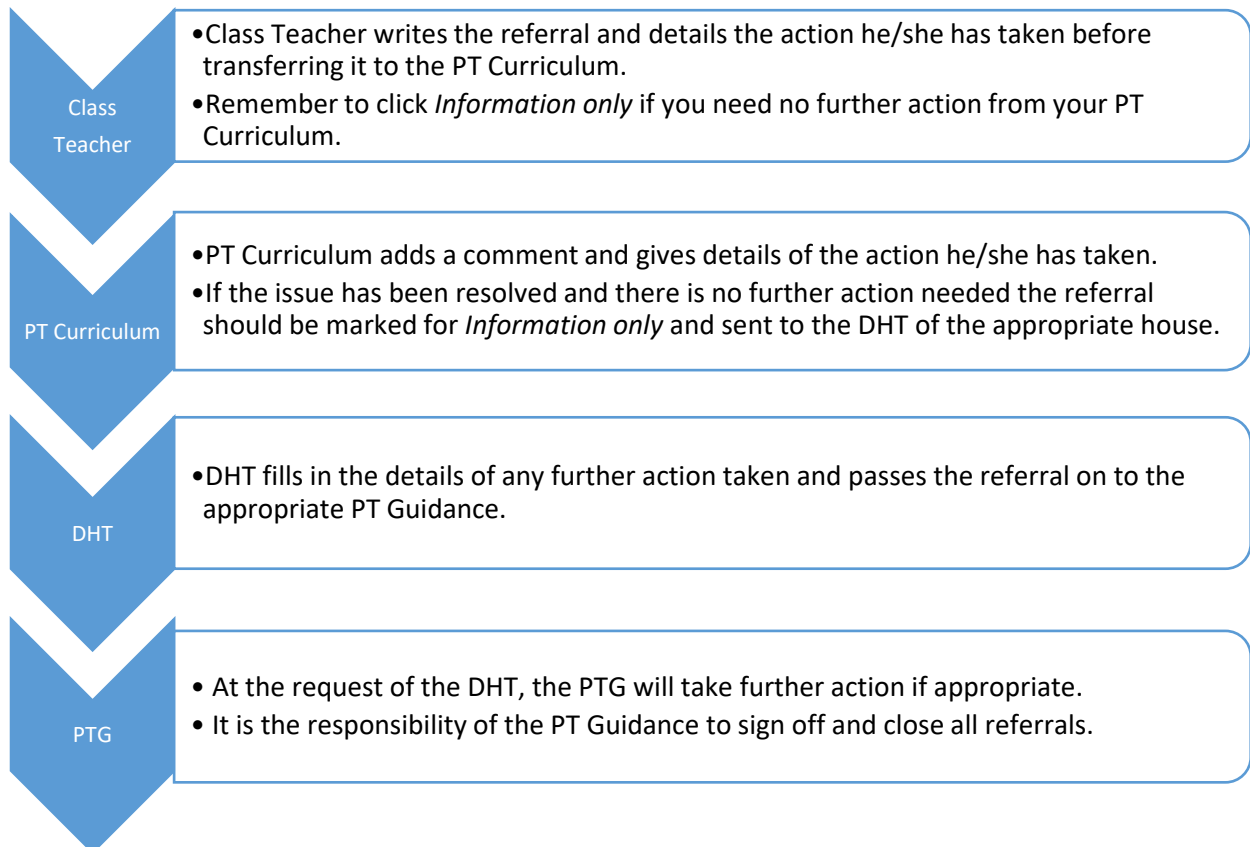 Class
Teacher
•Class Teacher writes the referral and details the action he/she has taken before
transferring it to the PT Curriculum.
•Remember to click Information only if you need no further action from your PT
Curriculum.
PT Curriculum
•PT Curriculum adds a comment and gives details of the action he/she has taken.
•If the issue has been resolved and there is no further action needed the referral
should be marked for Information only and sent to the DHT of the appropriate house.
DHT
•DHT fills in the details of any further action taken and passes the referral on to the
appropriate PT Guidance.
PTG
• At the request of the DHT, the PTG will take further action if appropriate.
• It is the responsibility of the PT Guidance to sign off and close all referrals.